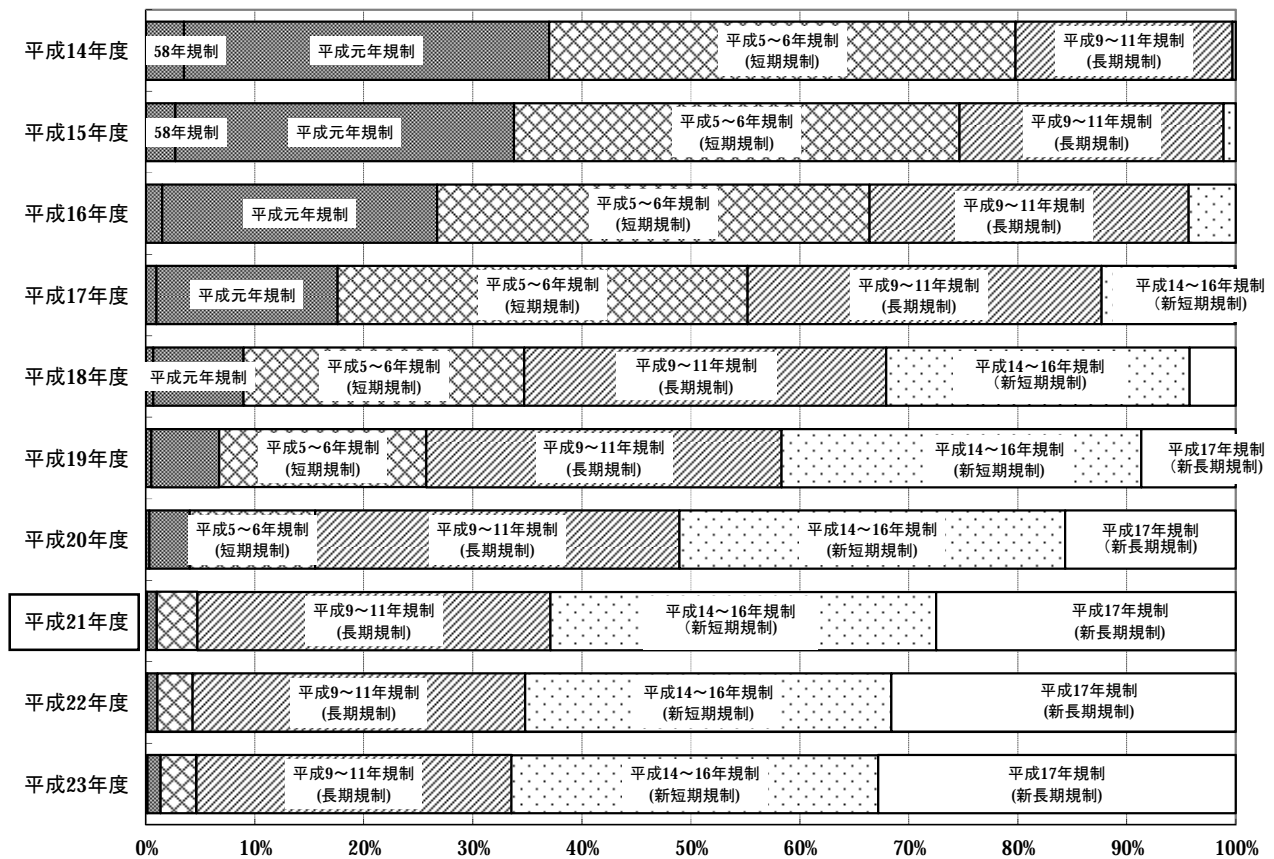 平成14年度
58年規制
平成元年規制
平成5～6年規制
(短期規制)
平成9～11年規制
(長期規制)
平成15年度
58年規制
平成元年規制
平成5～6年規制
(短期規制)
平成9～11年規制
(長期規制)
平成16年度
平成元年規制
平成5～6年規制
(短期規制)
平成9～11年規制
(長期規制)
平成17年度
平成元年規制
平成5～6年規制
(短期規制)
平成9～11年規制
(長期規制)
平成14～16年規制
(新短期規制)
平成18年度
平成元年規制
平成5～6年規制
(短期規制)
平成9～11年規制
(長期規制)
平成14～16年規制
(新短期規制)
平成19年度
平成5～6年規制
(短期規制)
平成9～11年規制
(長期規制)
平成14～16年規制
(新短期規制)
平成17年規制
(新長期規制)
平成20年度
平成5～6年規制
(短期規制)
平成9～11年規制
(長期規制)
平成14～16年規制
(新短期規制)
平成17年規制
(新長期規制)
平成21年度
平成9～11年規制
(長期規制)
平成14～16年規制
(新短期規制)
平成17年規制
(新長期規制)
平成22年度
平成9～11年規制
(長期規制)
平成14～16年規制
(新短期規制)
平成17年規制
(新長期規制)
平成23年度
平成9～11年規制
(長期規制)
平成14～16年規制
(新短期規制)
平成17年規制
(新長期規制)
0% 10% 20% 30% 40% 50% 60% 70% 80% 90% 100%